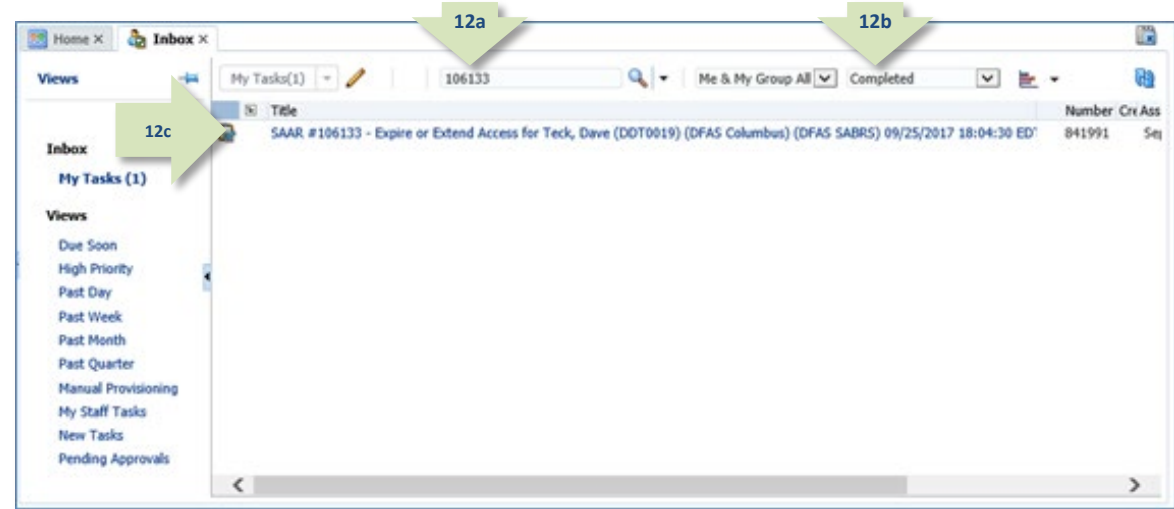 12a
12b
Home ×
Inbox ×
Views
My Tasks(1)
106133
Me & My Group All
Completed
Title
Number
Cre
Ass
12c
SAAR #106133 - Expire or Extend Access for Teck, Dave (DDT0019) (DFAS Columbus) (DFAS SABRS) 09/25/2017 18:04:30 EDT
841991
Sep
Inbox
My Tasks (1)
Views
Due Soon
High Priority
Past Day
Past Week
Past Month
Past Quarter
Manual Provisioning
My Staff Tasks
New Tasks
Pending Approvals